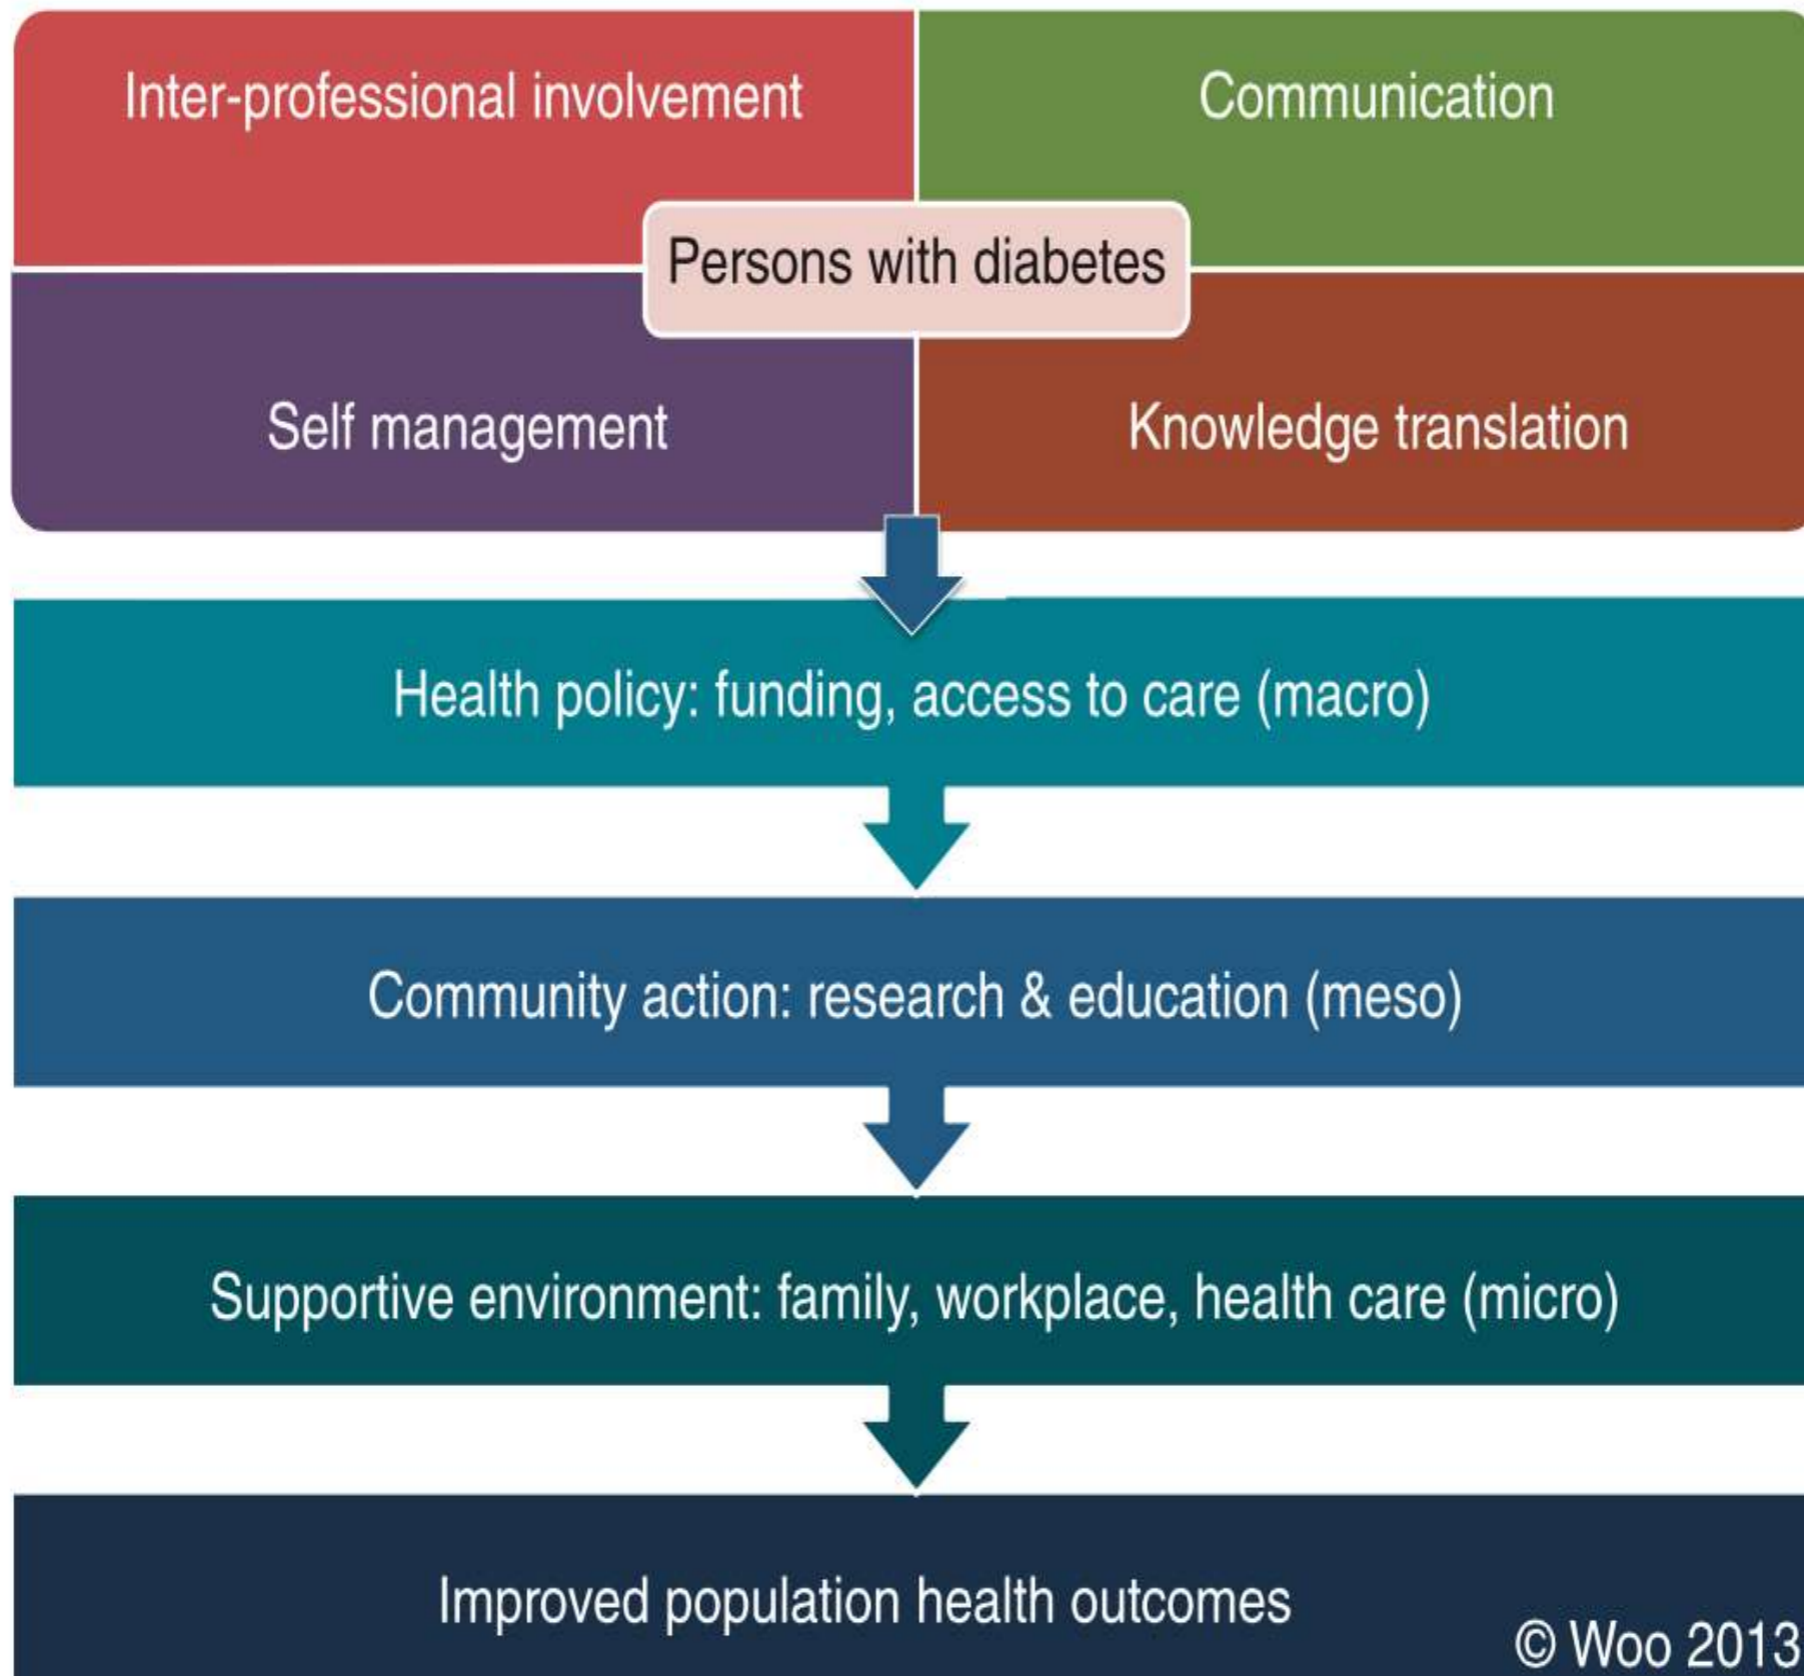 Inter-professional involvement
Communication
Persons with diabetes
Self management
Knowledge translation
Health policy: funding, access to care (macro)
Community action: research & education (meso)
Supportive environment: family, workplace, health care (micro)
Improved population health outcomes
© Woo 2013